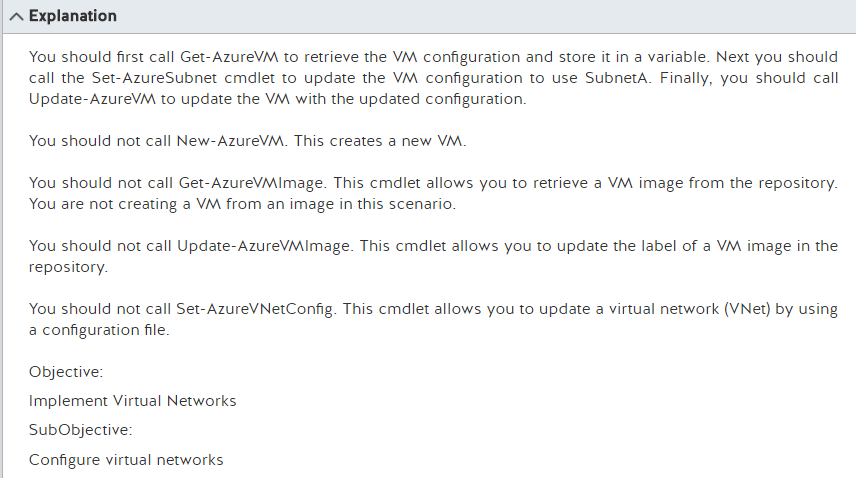 Explanation
You should first call Get-AzureVM to retrieve the VM configuration and store it in a variable. Next you should
call the Set-AzureSubnet cmdlet to update the VM configuration to use SubnetA. Finally, you should call
Update-AzureVM to update the VM with the updated configuration.
You should not call New-AzureVM. This creates a new VM.
You should not call Get-AzureVMImage. This cmdlet allows you to retrieve a VM image from the repository.
You are not creating a VM from an image in this scenario.
You should not call Update-AzureVMImage. This cmdlet allows you to update the label of a VM image in the
repository.
You should not call Set-AzureVNetConfig. This cmdlet allows you to update a virtual network (VNet) by using
a configuration file.
Objective:
Implement Virtual Networks
SubObjective:
Configure virtual networks